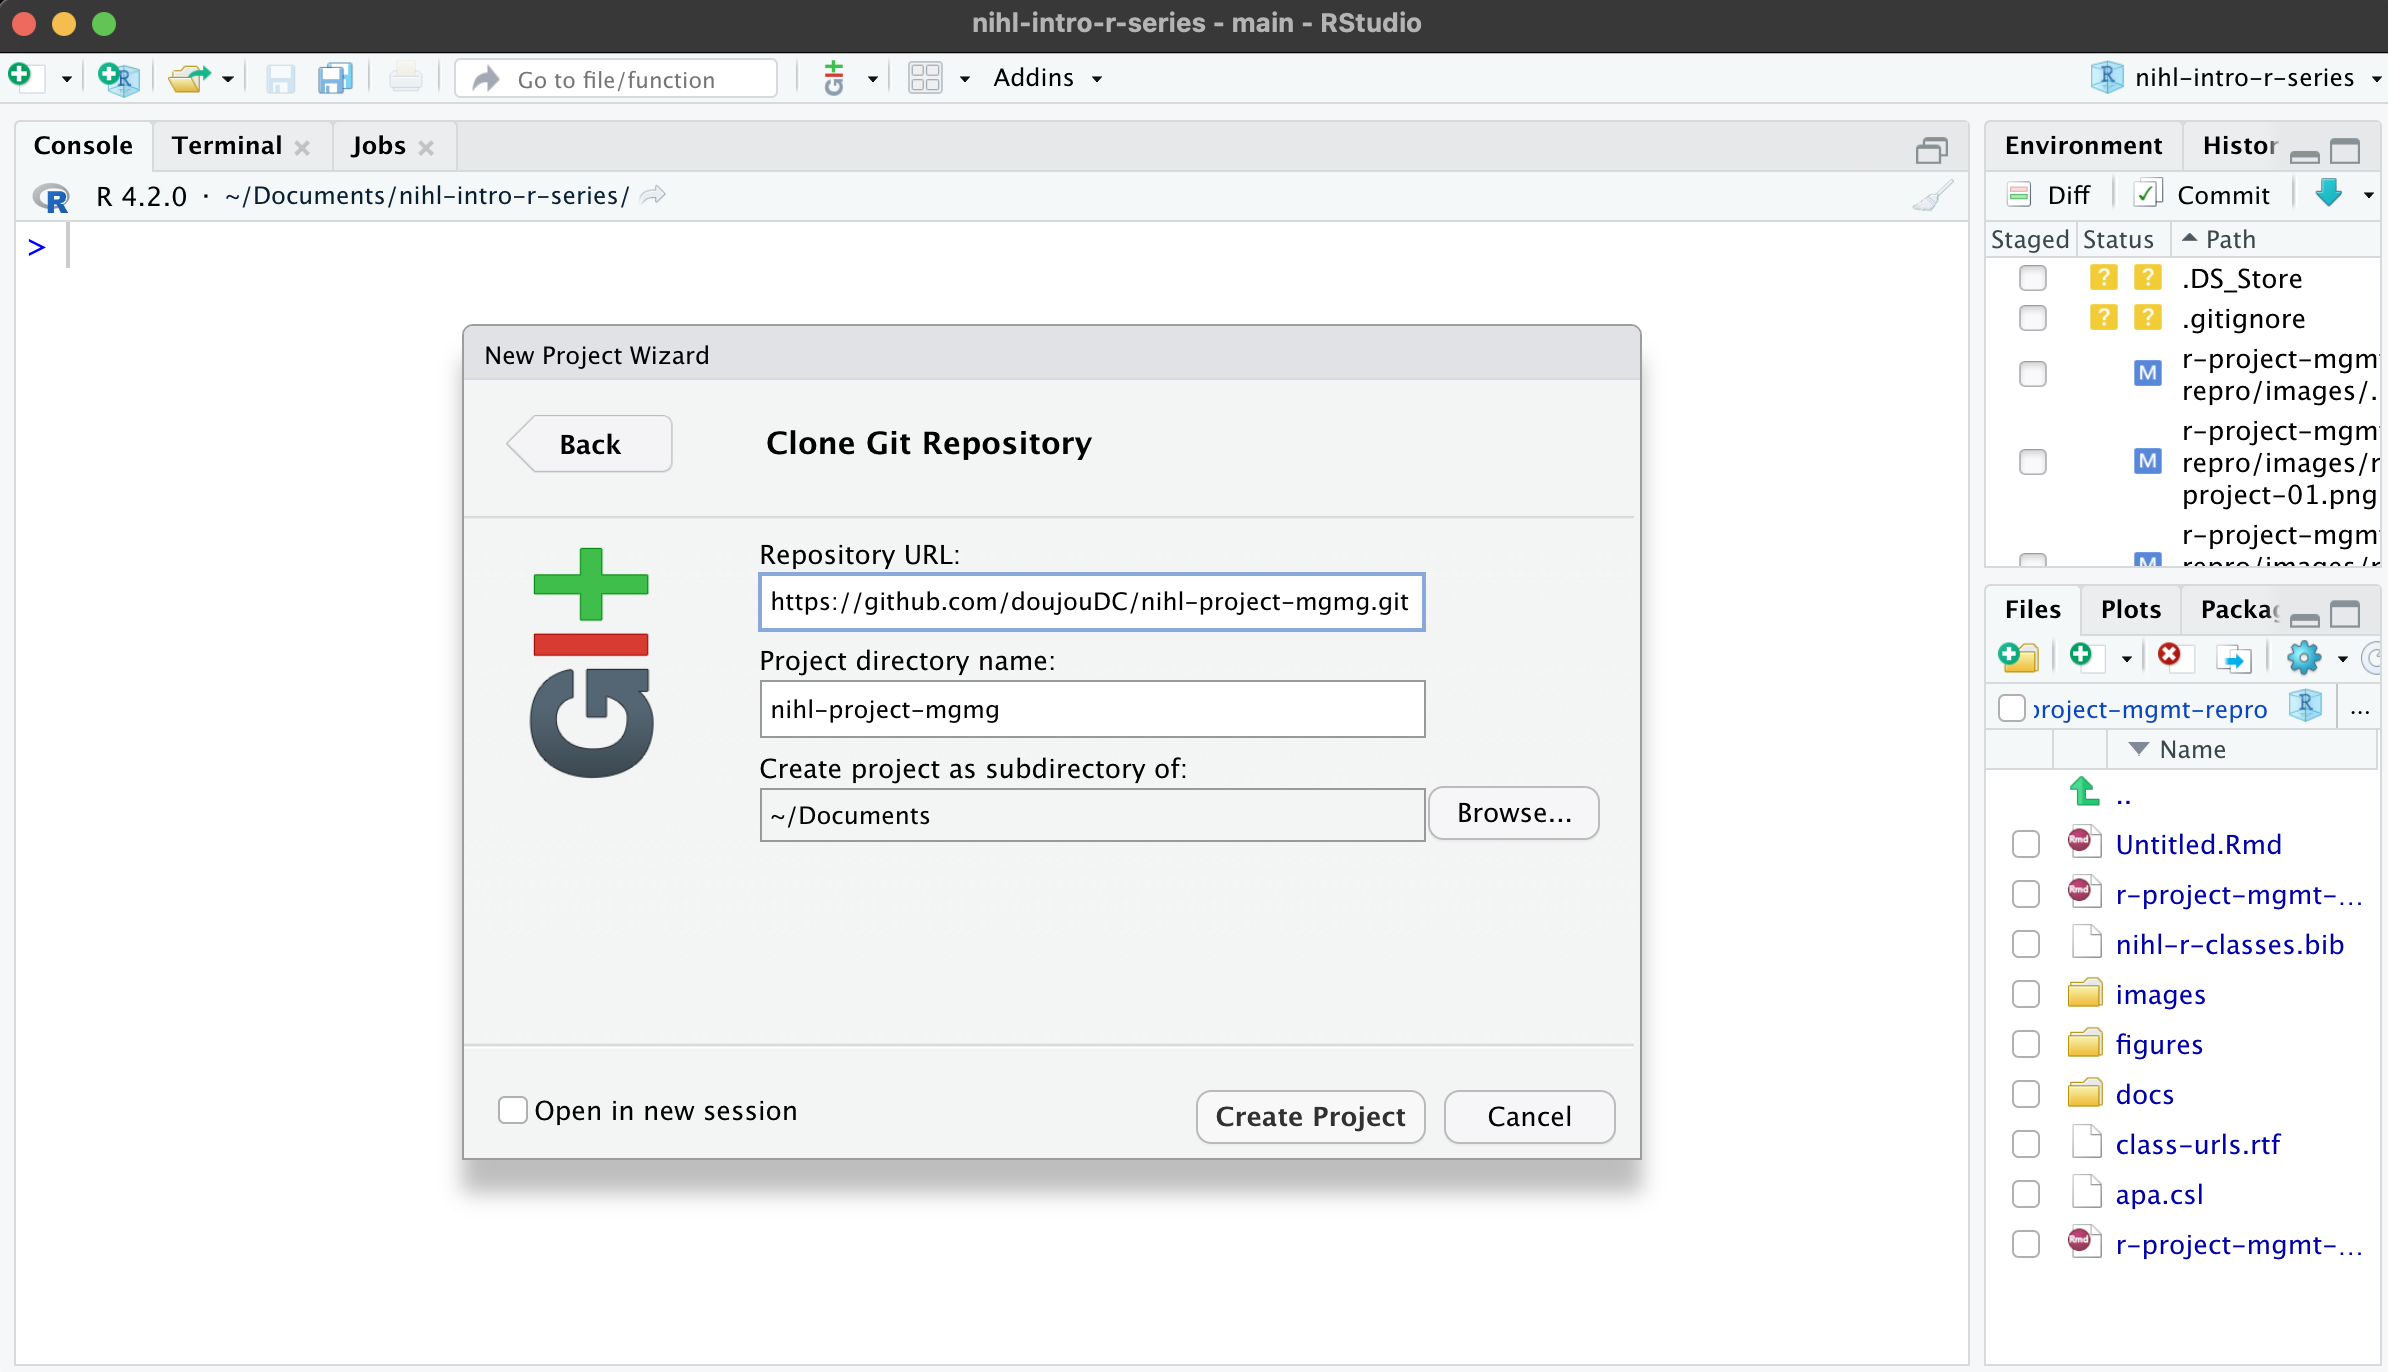 nihl-intro-r-series - main - RStudio
Go to file/function
Addins
nihl-intro-r-series
Console
Terminal
Jobs
R 4.2.0 · ~/Documents/nihl-intro-r-series/
>
New Project Wizard
Back
Clone Git Repository
git
Repository URL:
https://github.com/doujouDC/nihl-project-mgmg.git
Project directory name:
nihl-project-mgmg
Create project as subdirectory of:
~/Documents
Browse...
Open in new session
Create Project
Cancel
Environment
Histor
Diff
Commit
Staged
Status
Path
? ? .DS_Store
? ? .gitignore
r-project-mgm
M repro/images/.
r-project-mgm
M repro/images/r
project-01.png
r-project-mgm
M repro/images/r
Files
Plots
Packag
project-mgmt-repro
...
Name
..
Untitled.Rmd
r-project-mgmt-...
nihl-r-classes.bib
images
figures
docs
class-urls.rtf
apa.csl
r-project-mgmt-...